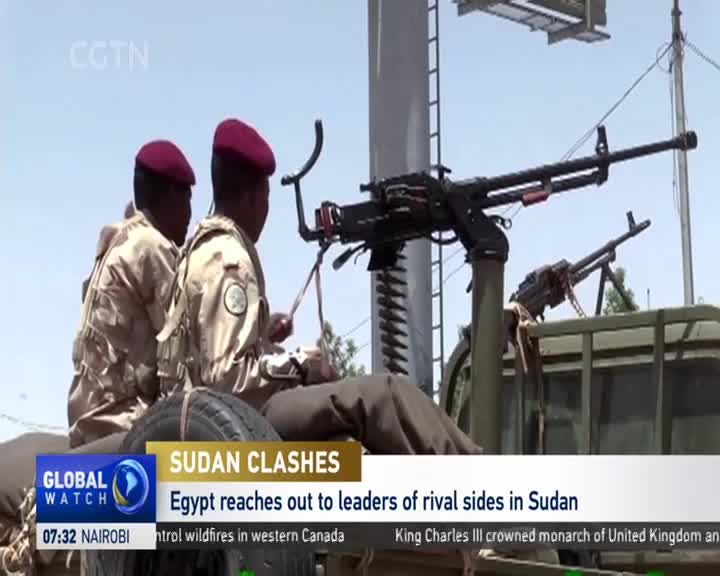 CGTN
SUDAN CLASHES
GLOBAL
WATCH
Egypt reaches out to leaders of rival sides in Sudan
07:32 NAIROBI
ntrol wildfires in western Canada King Charles III crowned monarch of United Kingdom an